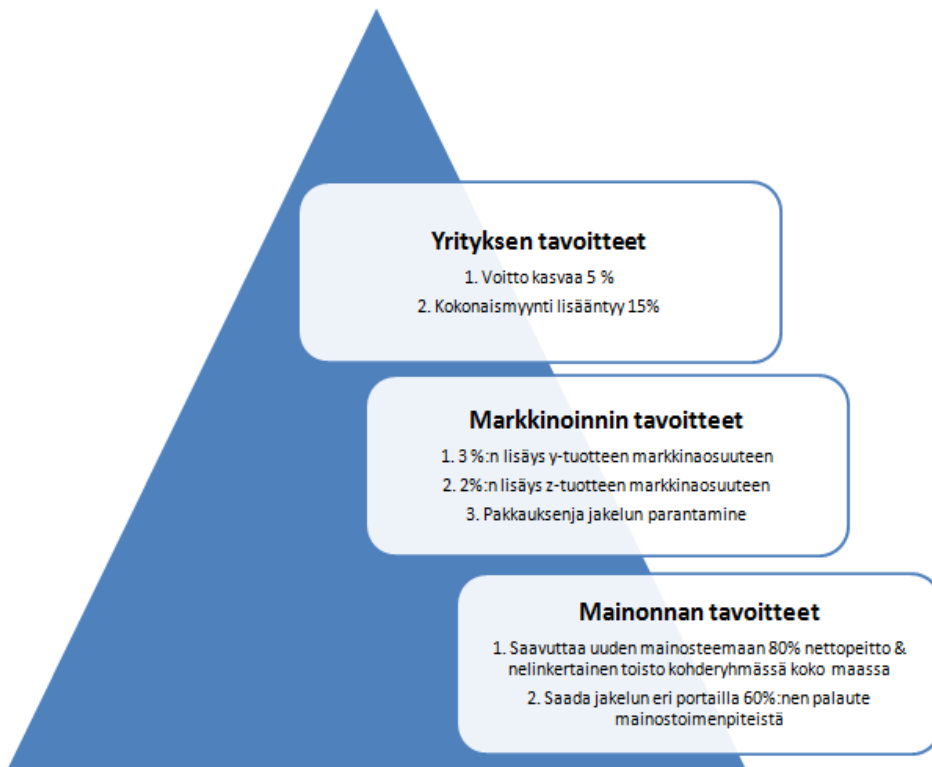 Yrityksen tavoitteet
1. Voitto kasvaa 5 %
2. Kokonaismyynti lisääntyy 15%
Markkinoinnin tavoitteet
1. 3 %:n lisäys y-tuotteen markkinaosuuteen
2. 2%:n lisäys z-tuotteen markkinaosuuteen
3. Pakkauksenja jakelun parantamine
Mainonnan tavoitteet
1. Saavuttaa uuden mainosteemaan 80% nettopeitto &
nelinkertainen toisto kohderyhmässä koko maassa
2. Saada jakelun eri portailla 60%:nen palaute
mainostoimenpiteistä